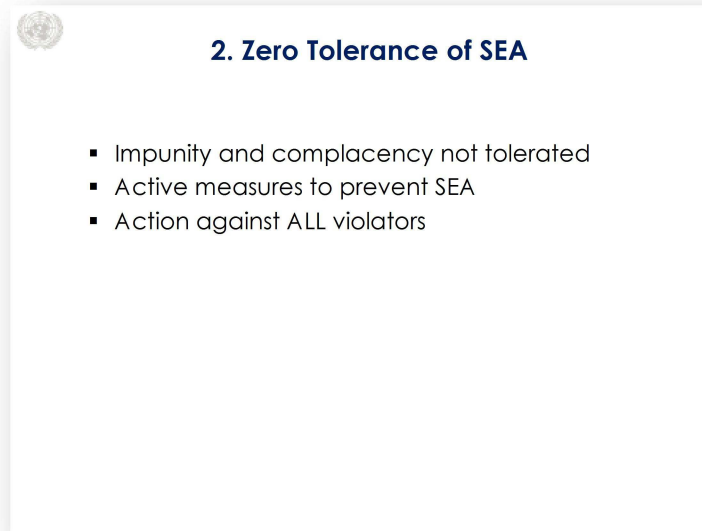 2. Zero Tolerance of SEA
▪ Impunity and complacency not tolerated
▪ Active measures to prevent SEA
▪ Action against ALL violators